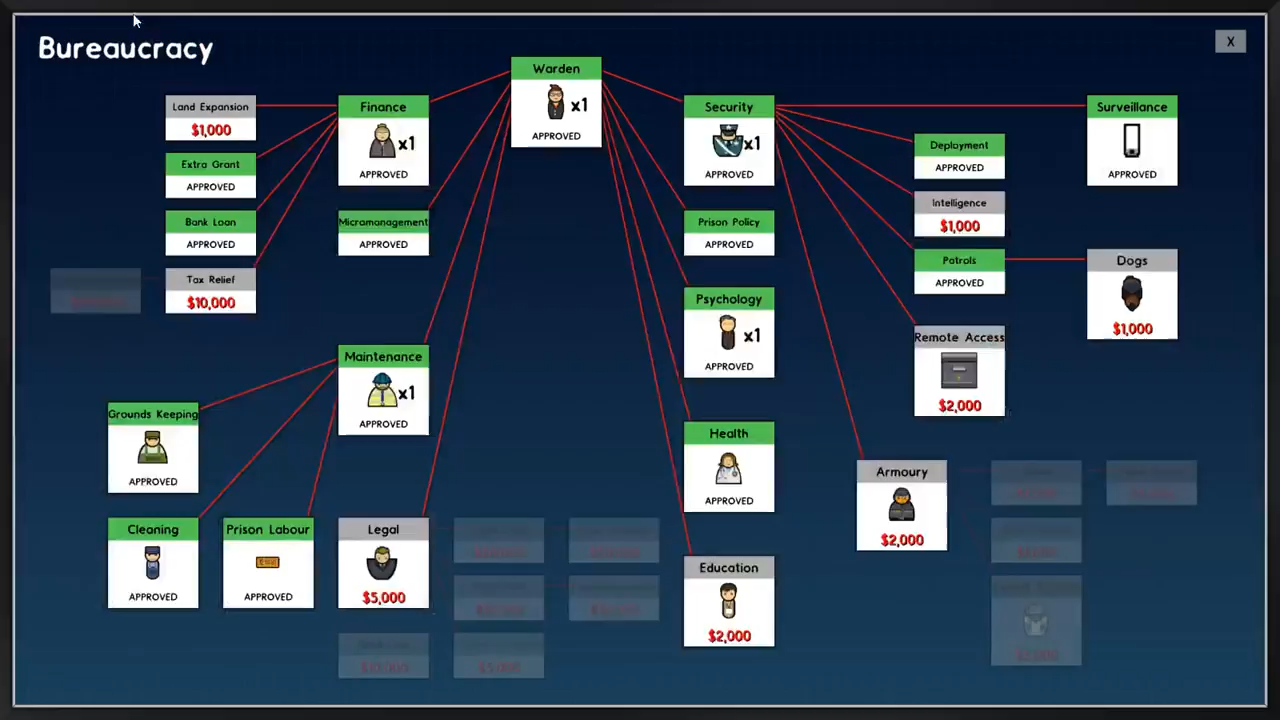 Bureaucracy
X
Warden
x1
APPROVED
Land Expansion
$1,000
Finance
x1
APPROVED
Security
x1
APPROVED
Surveillance
APPROVED
Extra Grant
APPROVED
Deployment
APPROVED
Intelligence
$1,000
Bank Loan
APPROVED
Micromanagement
APPROVED
Prison Policy
APPROVED
Patrols
APPROVED
Dogs
$1,000
Tax Relief
$10,000
Psychology
x1
APPROVED
Remote Access
$2,000
Maintenance
x1
APPROVED
Grounds Keeping
APPROVED
Health
APPROVED
Armoury
$2,000
Cleaning
APPROVED
Prison Labour
APPROVED
Legal
$5,000
Education
$2,000